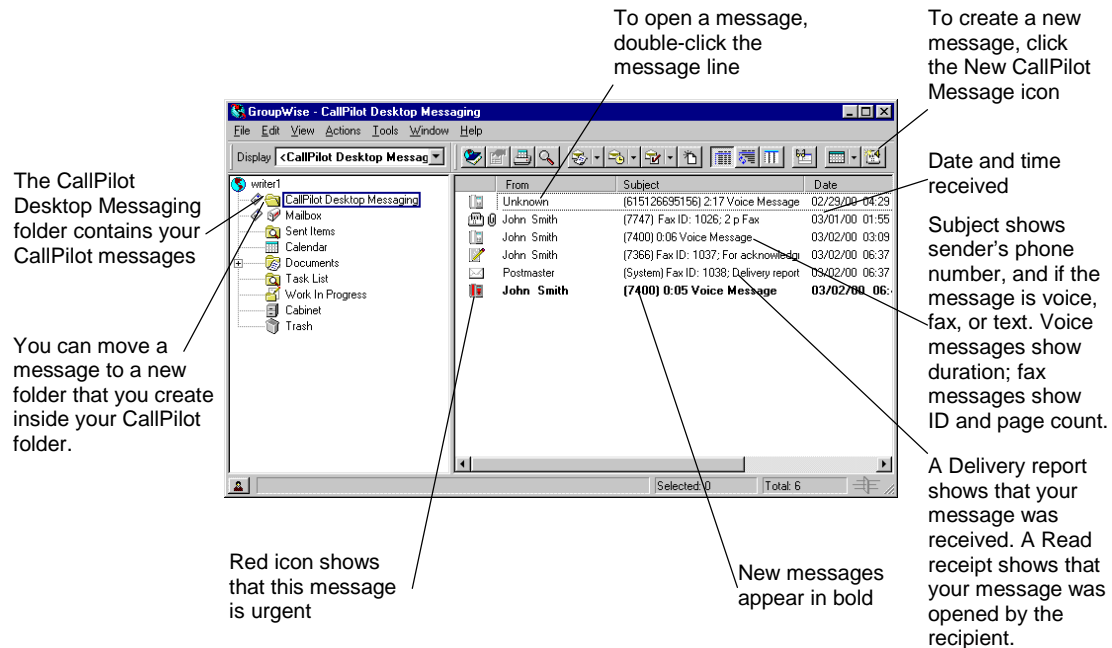 To open a message,
double-click the
message line
To create a new
message, click
the New CallPilot
Message icon
GroupWise - CallPilot Desktop Messaging
File Edit View Actions Tools Window Help
Display <CallPilot Desktop Messag
The CallPilot
Desktop Messaging
folder contains your
CallPilot messages
You can move a
message to a new
folder that you create
inside your CallPilot
folder.
writer1
CallPilot Desktop Messaging
Mailbox
Sent Items
Calendar
Documents
Task List
Work In Progress
Cabinet
Trash
From Subject Date
Unknown (615126695156) 2:17 Voice Message 02/29/00 04:29
John Smith (7747) Fax ID: 1026; 2 p Fax 03/01/00 01:55
John Smith (7400) 0:06 Voice Message 03/02/00 03:09
John Smith (7366) Fax ID: 1037; For acknowledg 03/02/00 06:37
Postmaster (System) Fax ID: 1038; Delivery report 03/02/00 06:37
John Smith (7400) 0:05 Voice Message 03/02/00 06:
Selected: 0 Total: 6
Date and time
received
Subject shows
sender's phone
number, and if the
message is voice,
fax, or text. Voice
messages show
duration; fax
messages show
ID and page count.
A Delivery report
shows that your
message was
received. A Read
receipt shows that
your message was
opened by the
recipient.
Red icon shows
that this message
is urgent
New messages
appear in bold